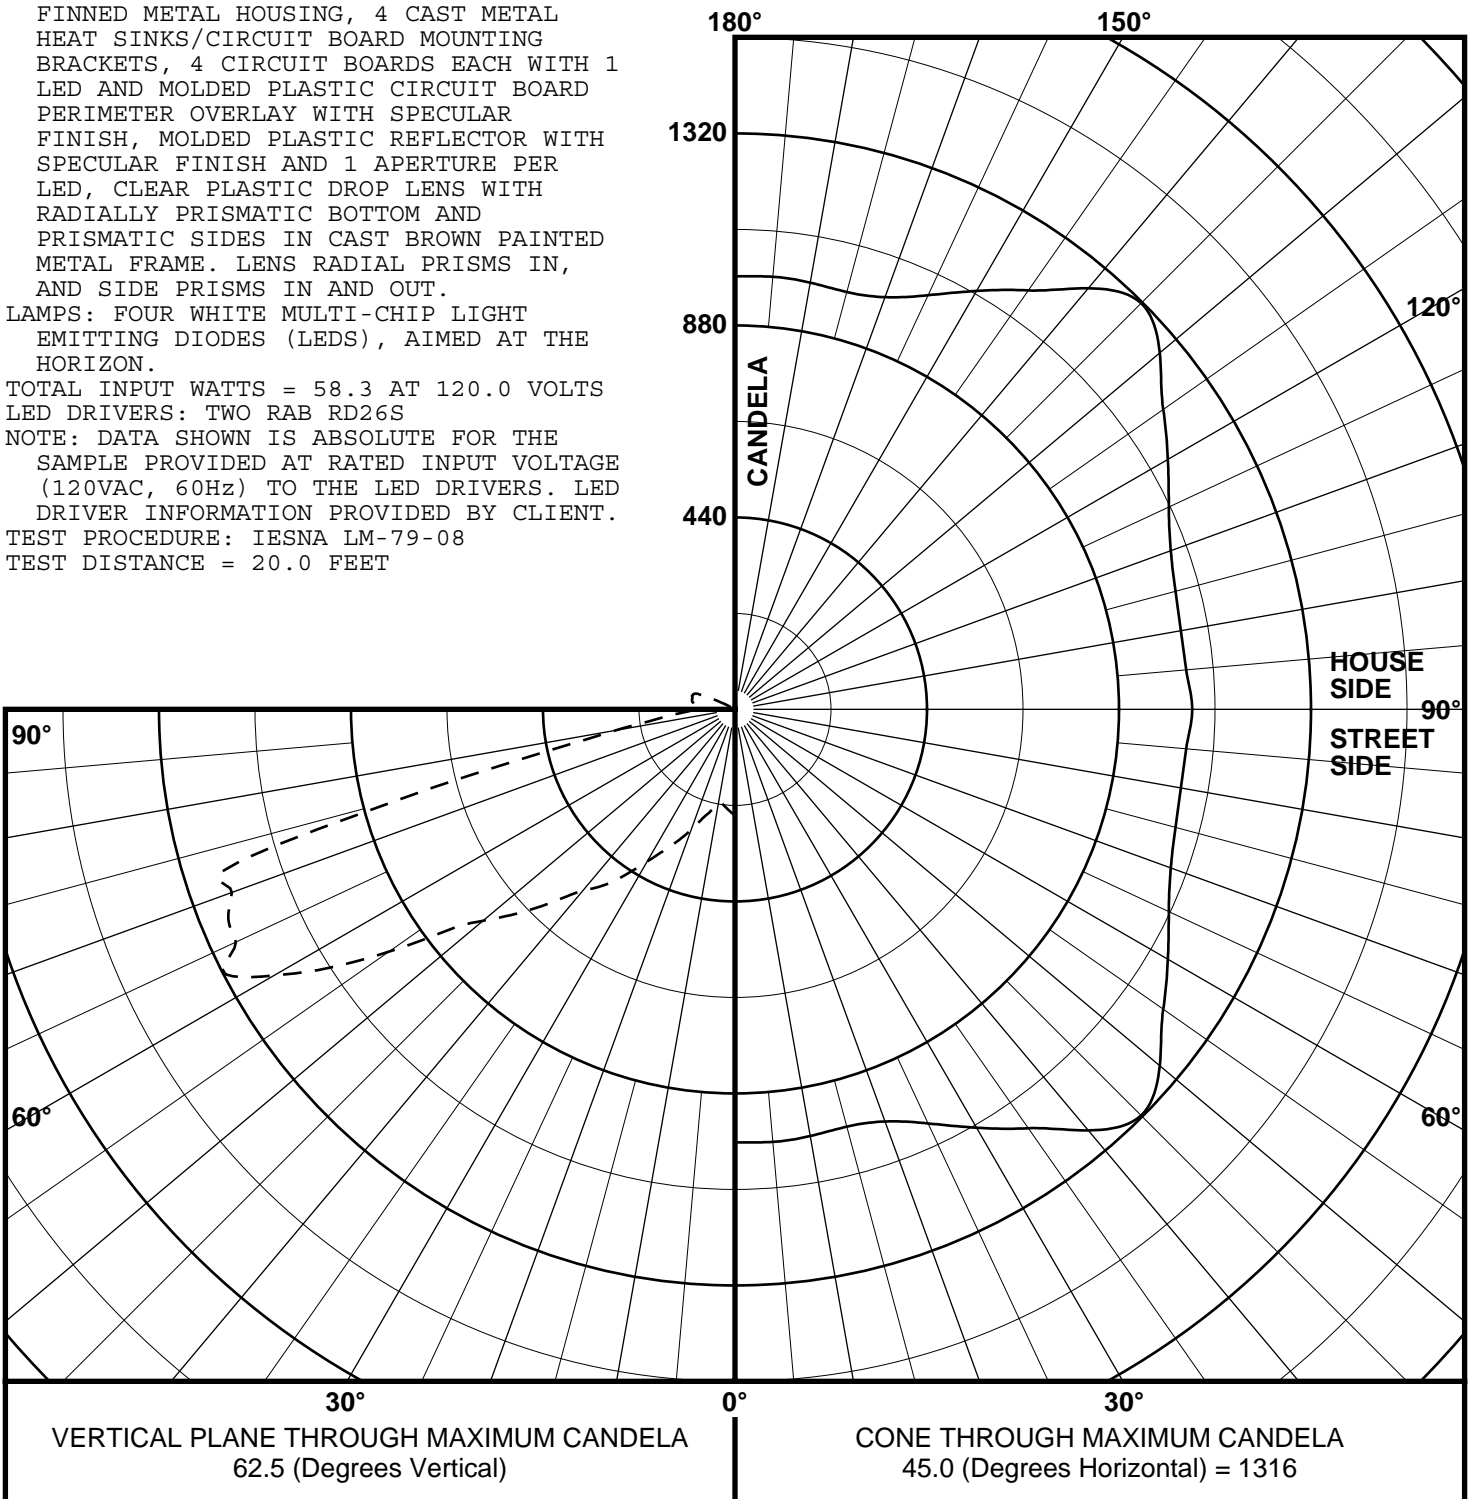 FINNED METAL HOUSING, 4 CAST METAL
HEAT SINKS/CIRCUIT BOARD MOUNTING
BRACKETS, 4 CIRCUIT BOARDS EACH WITH 1
LED AND MOLDED PLASTIC CIRCUIT BOARD
PERIMETER OVERLAY WITH SPECULAR
FINISH, MOLDED PLASTIC REFLECTOR WITH
SPECULAR FINISH AND 1 APERTURE PER
LED, CLEAR PLASTIC DROP LENS WITH
RADIALLY PRISMATIC BOTTOM AND
PRISMATIC SIDES IN CAST BROWN PAINTED
METAL FRAME. LENS RADIAL PRISMS IN,
AND SIDE PRISMS IN AND OUT.
LAMPS: FOUR WHITE MULTI-CHIP LIGHT
EMITTING DIODES (LEDS), AIMED AT THE
HORIZON.
TOTAL INPUT WATTS = 58.3 AT 120.0 VOLTS
LED DRIVERS: TWO RAB RD26S
NOTE: DATA SHOWN IS ABSOLUTE FOR THE
SAMPLE PROVIDED AT RATED INPUT VOLTAGE
(120VAC, 60Hz) TO THE LED DRIVERS. LED
DRIVER INFORMATION PROVIDED BY CLIENT.
TEST PROCEDURE: IESNA LM-79-08
TEST DISTANCE = 20.0 FEET
180°
150°
1320
120°
880
CANDELA
440
HOUSE
SIDE
90°
90°
STREET
SIDE
60°
60°
30°
0°
30°
VERTICAL PLANE THROUGH MAXIMUM CANDELA
62.5 (Degrees Vertical)
CONE THROUGH MAXIMUM CANDELA
45.0 (Degrees Horizontal) = 1316